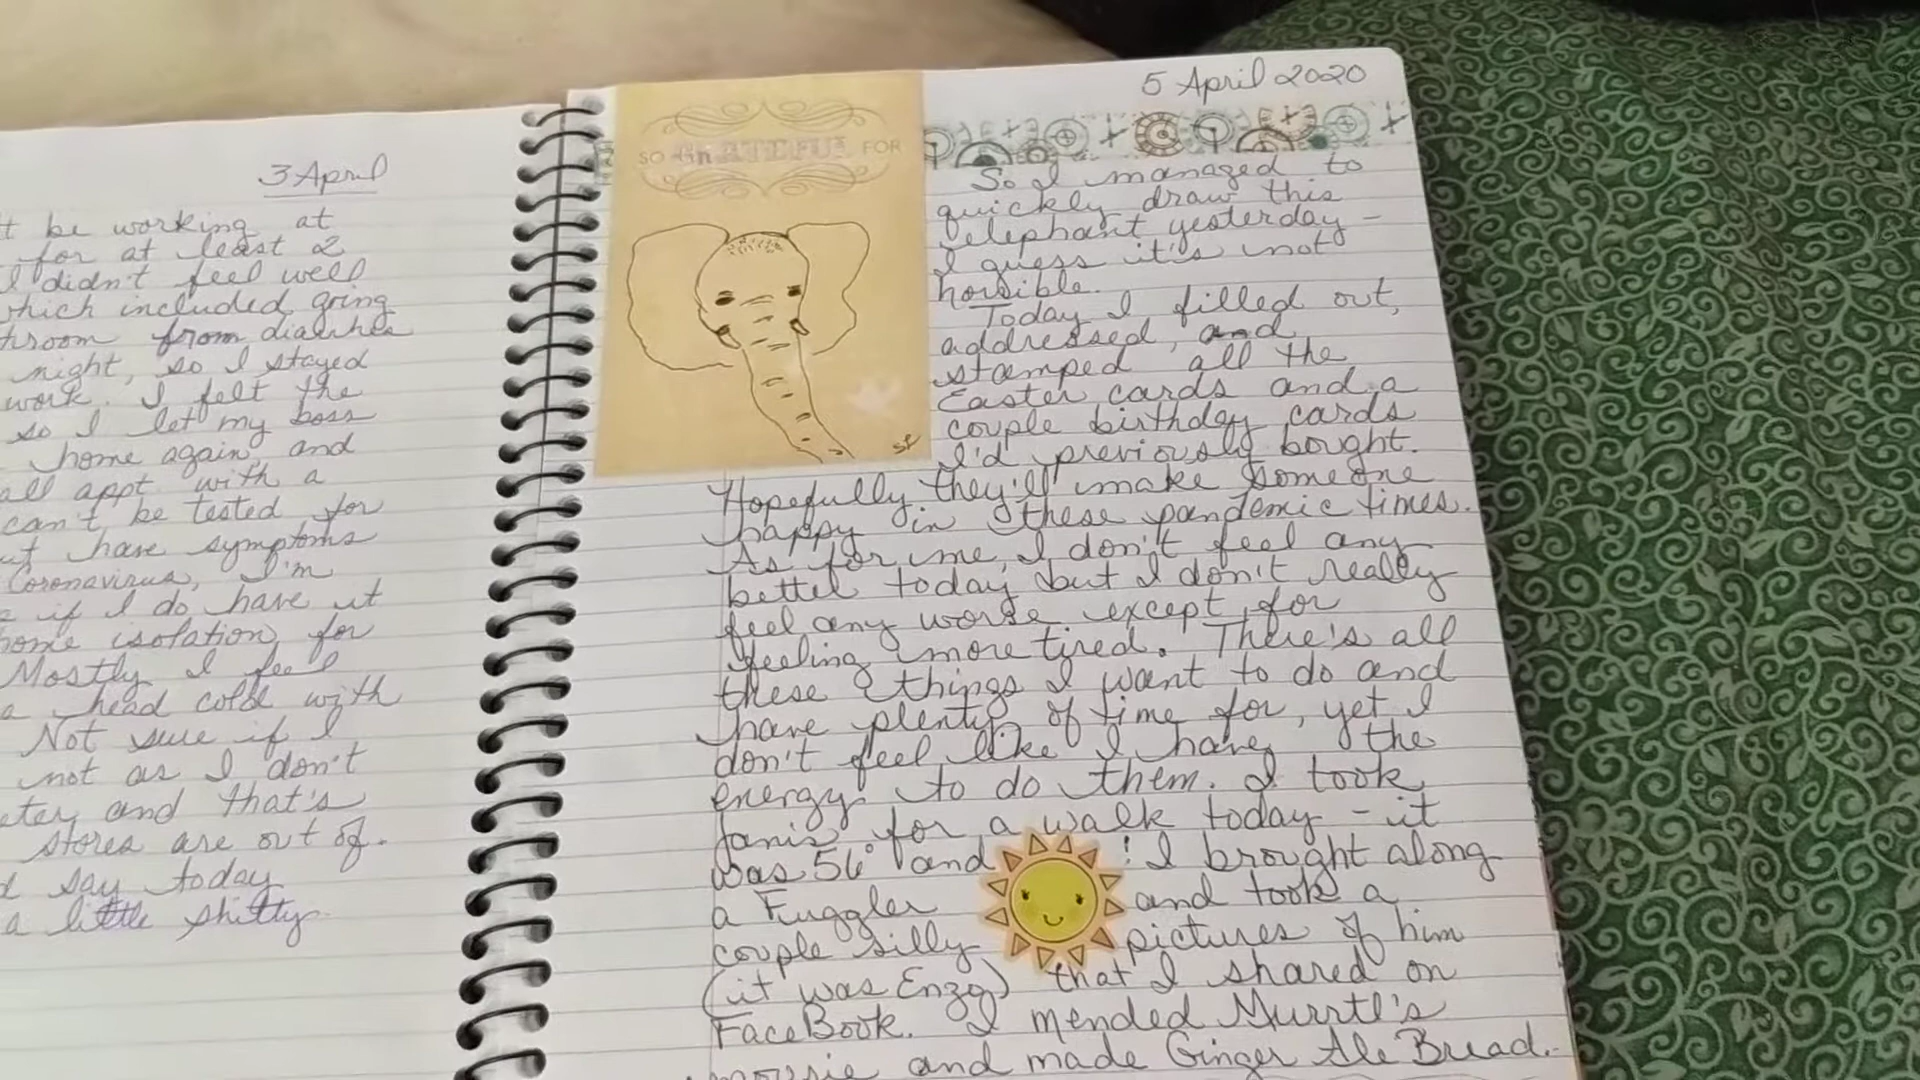 3 April
t be working at
for at least 2
I didn't feel well
which included going
throom from diarrhea
night, so I stayed
work. I felt the
so I let my boss
home again and
all appt. with a
can't be tested for
ut have symptoms
Coronavirus, I'm
e if I do have it
home isolation for
Mostly I feel
a head cold with
Not sure if I
not as I don't
eter and that's
stores are out of.
d say today
a little shitty
5 April 2020
SO GRATEFUL FOR
SP
So I managed to
quickly draw this
elephant yesterday -
I guess it's not
horrible.
Today I filled out,
addressed, and
stamped all the
Easter cards and a
couple birthday cards
I'd previously bought.
Hopefully they'll make someone
happy in these pandemic times.
As for me, I don't feel any
better today but I don't really
feel any worse except for
feeling more tired. There's all
these things I want to do and
have plenty of time for, yet I
don't feel like I have the
energy to do them. I took
Janis for a walk today - it
was 56° and ! I brought along
a Fuggler and took a
couple silly pictures of him
(it was Enzo) that I shared on
FaceBook. I mended Murrtl's
mousie and made Ginger Ale Bread.